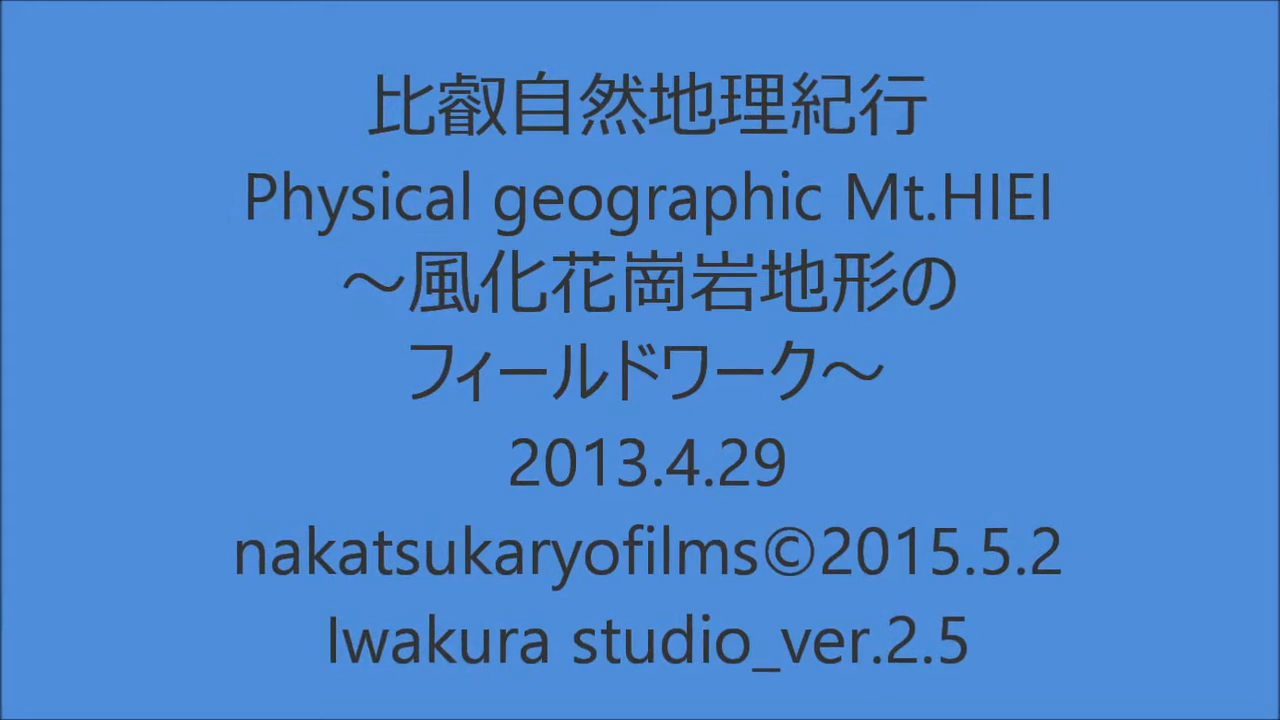 比叡自然地理紀行
Physical geographic Mt.HIEI
～風化花崗岩地形の
フィールドワーク～
2013.4.29
nakatsukaryofilms©2015.5.2
Iwakura studio_ver.2.5